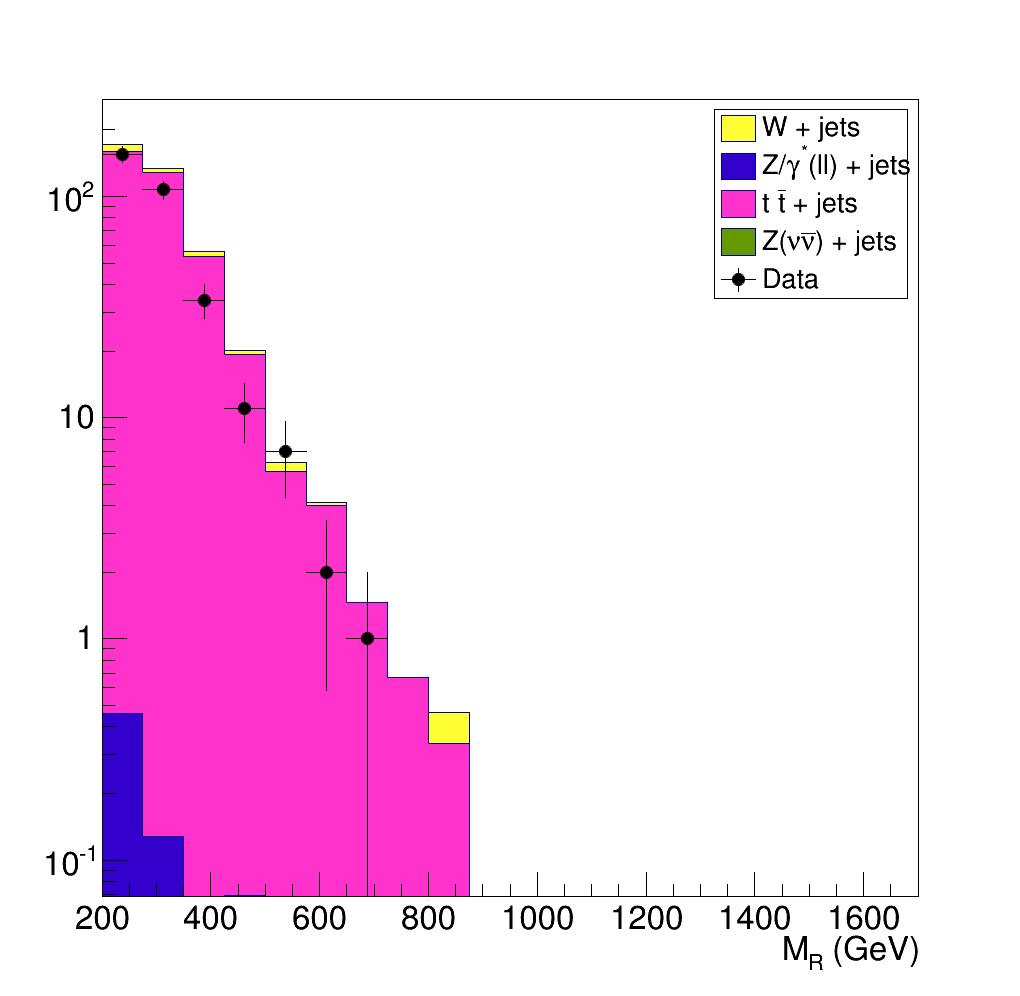 W + jets
Z/γ*(ll) + jets
t t̄ + jets
Z(νν̄) + jets
Data
10²
10
1
10⁻¹
200 400 600 800 1000 1200 1400 1600
M_R (GeV)